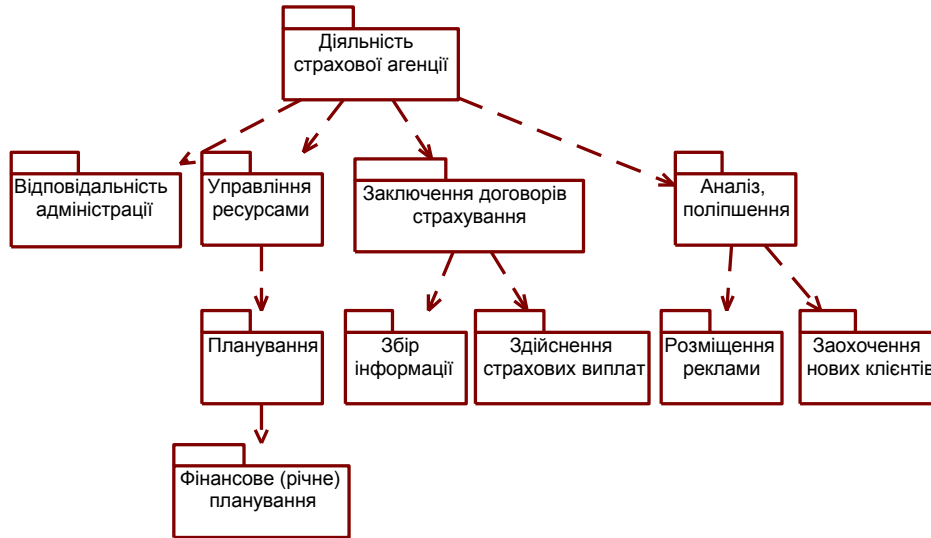 Діяльність
страхової агенції
Відповідальність
адміністрації
Управління
ресурсами
Заключення договорів
страхування
Аналіз,
поліпшення
Планування
Збір
інформації
Здійснення
страхових виплат
Розміщення
реклами
Заохочення
нових клієнтів
Фінансове (річне)
планування